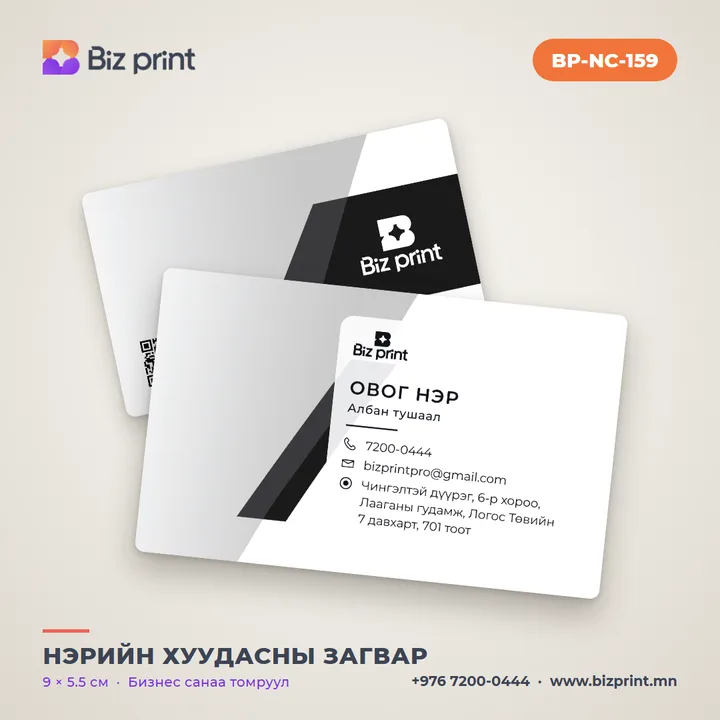 Biz print
BP-NC-159
Biz print
Biz print
ОВОГ НЭР
Албан тушаал
7200-0444
bizprintpro@gmail.com
Чингэлтэй дүүрэг, 6-р хороо,
Лааганы гудамж, Логос Төвийн
7 давхарт, 701 тоот
НЭРИЙН ХУУДАСНЫ ЗАГВАР
9 × 5.5 см · Бизнес санаа томруул
+976 7200-0444 · www.bizprint.mn